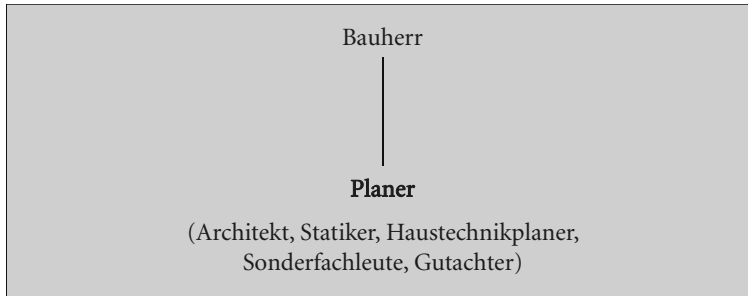 Bauherr
Planer
(Architekt, Statiker, Haustechnikplaner,
Sonderfachleute, Gutachter)